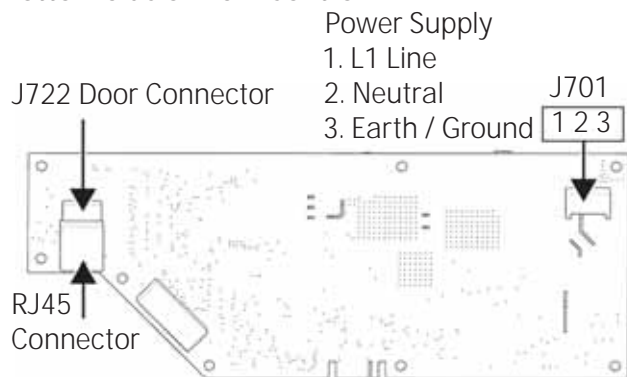 Power Supply
1. L1 Line
2. Neutral
3. Earth / Ground
J722 Door Connector
J701
1 2 3
RJ45
Connector